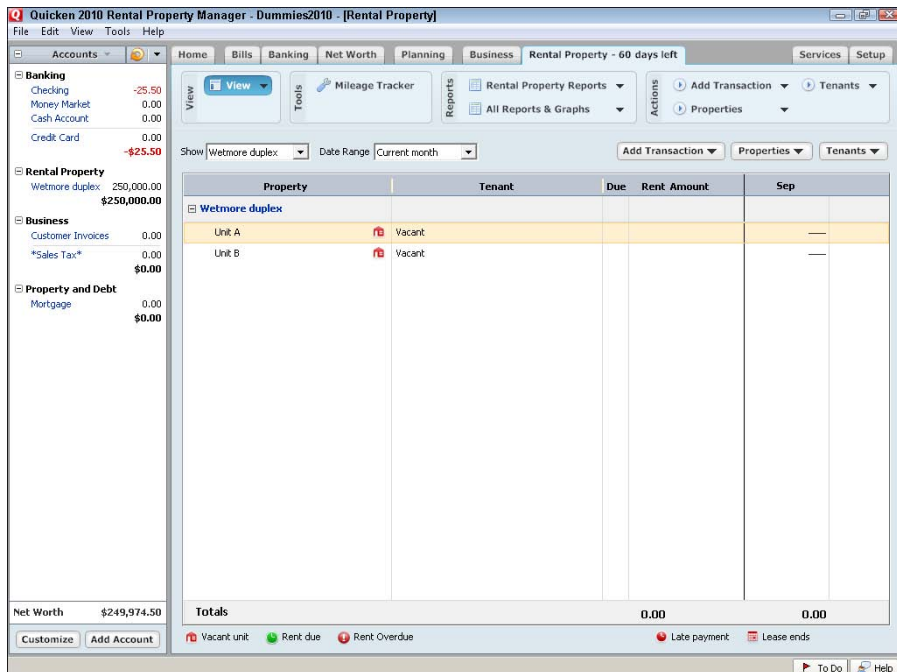 Quicken 2010 Rental Property Manager - Dummies2010 - [Rental Property]
File Edit View Tools Help
Accounts
Home Bills Banking Net Worth Planning Business Rental Property - 60 days left Services Setup
Banking
Checking -25.50
Money Market 0.00
Cash Account 0.00
Credit Card 0.00
-$25.50
Rental Property
Wetmore duplex 250,000.00
$250,000.00
Business
Customer Invoices 0.00
*Sales Tax* 0.00
$0.00
Property and Debt
Mortgage 0.00
$0.00
Net Worth $249,974.50
Customize Add Account
View
View
Tools
Mileage Tracker
Reports
Rental Property Reports
All Reports & Graphs
Actions
Add Transaction Tenants
Properties
Show Wetmore duplex Date Range Current month Add Transaction Properties Tenants
Property Tenant Due Rent Amount Sep
Wetmore duplex
Unit A Vacant
Unit B Vacant
Totals 0.00 0.00
Vacant unit Rent due Rent Overdue Late payment Lease ends
To Do Help